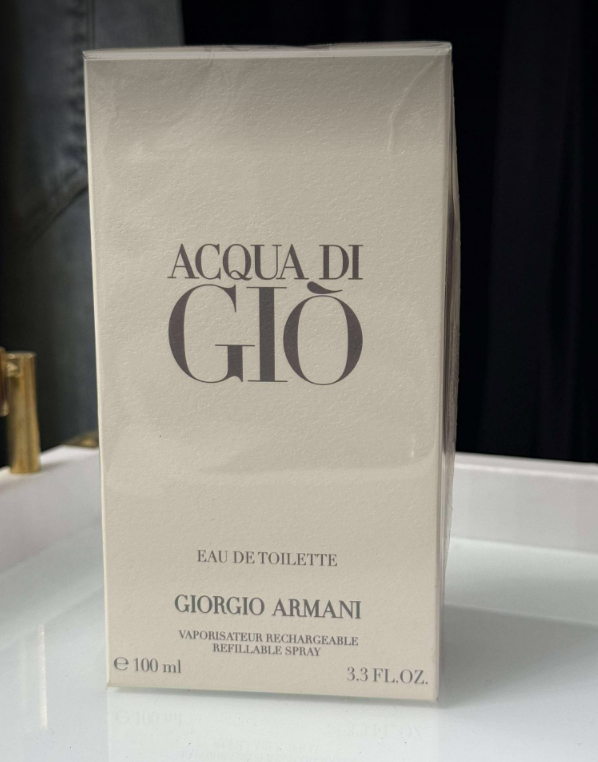 ACQUA DI
GIÒ
EAU DE TOILETTE
GIORGIO ARMANI
VAPORISATEUR RECHARGEABLE
REFILLABLE SPRAY
℮ 100 ml
3.3 FL.OZ.